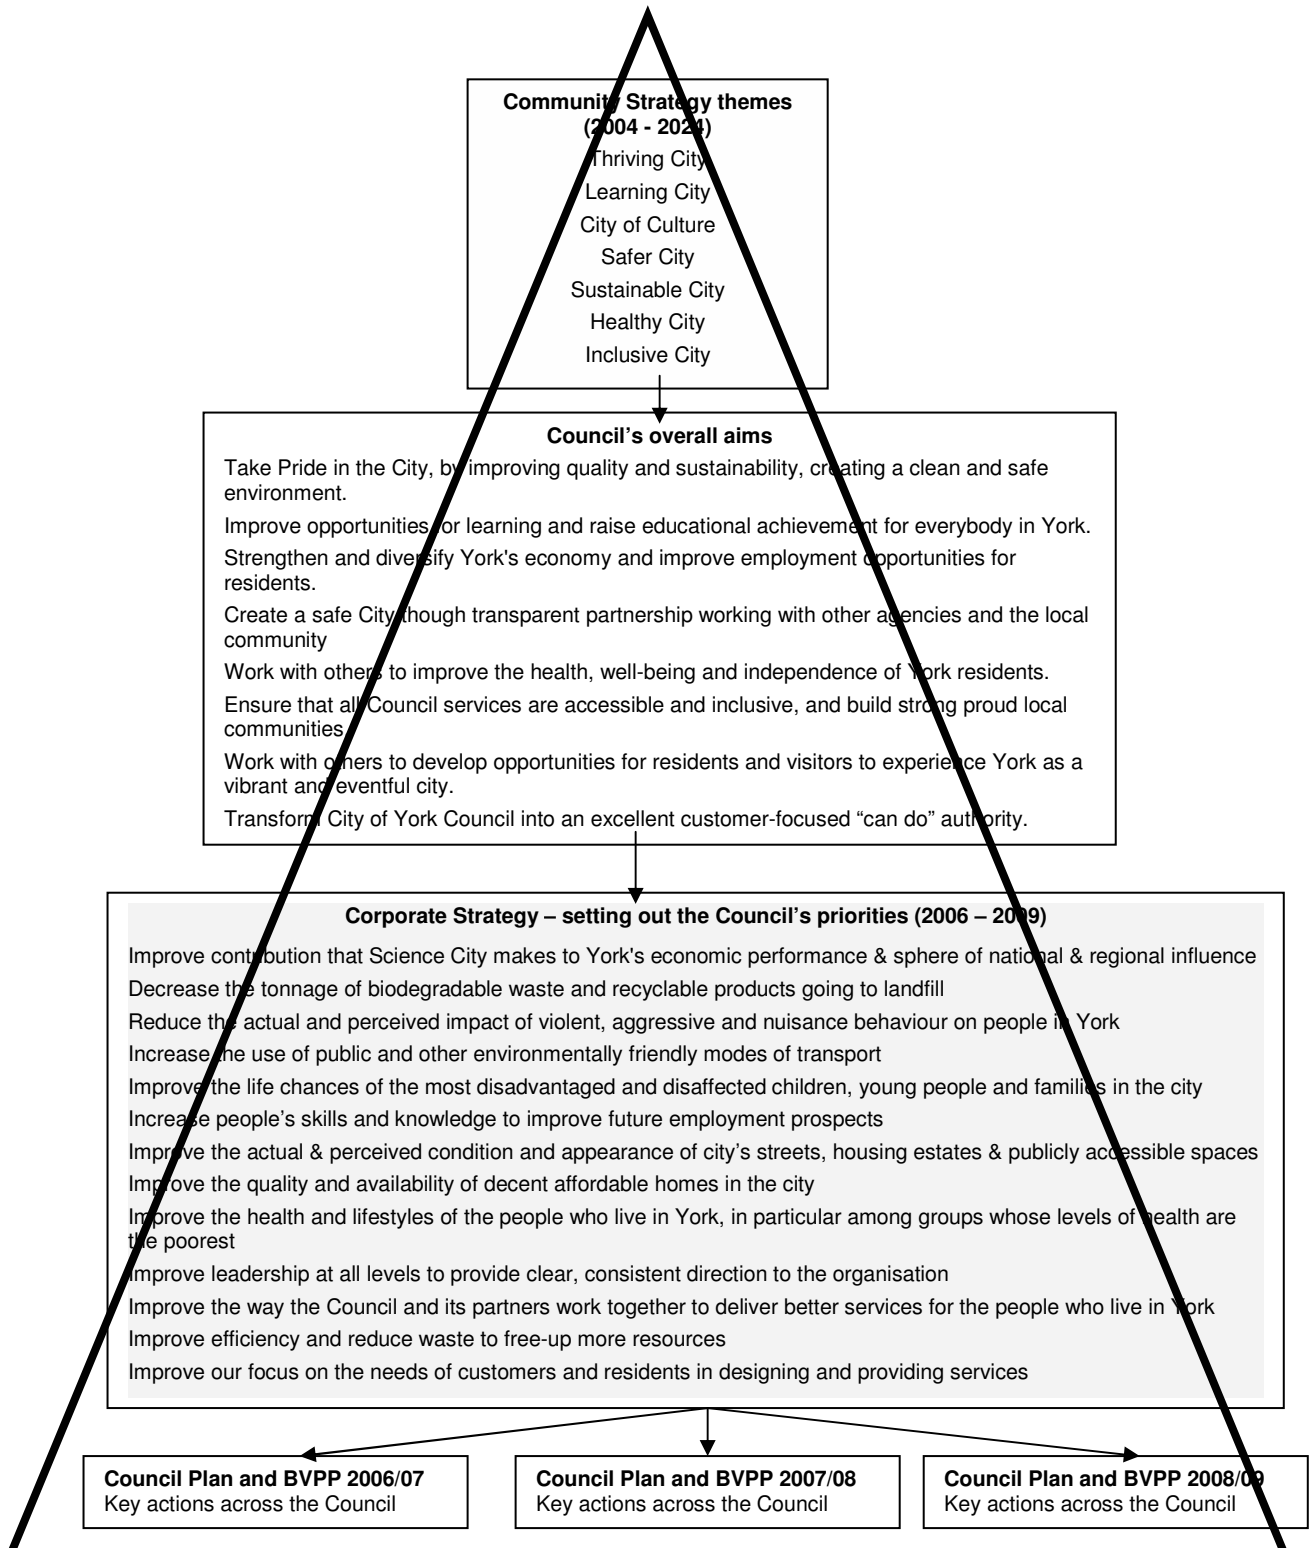 Community Strategy themes
(2004 - 2024)
Thriving City
Learning City
City of Culture
Safer City
Sustainable City
Healthy City
Inclusive City
Council’s overall aims
Take Pride in the City, by improving quality and sustainability, creating a clean and safe
environment.
Improve opportunities for learning and raise educational achievement for everybody in York.
Strengthen and diversify York's economy and improve employment opportunities for
residents.
Create a safe City though transparent partnership working with other agencies and the local
community
Work with others to improve the health, well-being and independence of York residents.
Ensure that all Council services are accessible and inclusive, and build strong proud local
communities.
Work with others to develop opportunities for residents and visitors to experience York as a
vibrant and eventful city.
Transform City of York Council into an excellent customer-focused “can do” authority.
Corporate Strategy – setting out the Council’s priorities (2006 – 2009)
Improve contribution that Science City makes to York's economic performance & sphere of national & regional influence
Decrease the tonnage of biodegradable waste and recyclable products going to landfill
Reduce the actual and perceived impact of violent, aggressive and nuisance behaviour on people in York
Increase the use of public and other environmentally friendly modes of transport
Improve the life chances of the most disadvantaged and disaffected children, young people and families in the city
Increase people’s skills and knowledge to improve future employment prospects
Improve the actual & perceived condition and appearance of city’s streets, housing estates & publicly accessible spaces
Improve the quality and availability of decent affordable homes in the city
Improve the health and lifestyles of the people who live in York, in particular among groups whose levels of health are
the poorest
Improve leadership at all levels to provide clear, consistent direction to the organisation
Improve the way the Council and its partners work together to deliver better services for the people who live in York
Improve efficiency and reduce waste to free-up more resources
Improve our focus on the needs of customers and residents in designing and providing services
Council Plan and BVPP 2006/07
Key actions across the Council
Council Plan and BVPP 2007/08
Key actions across the Council
Council Plan and BVPP 2008/09
Key actions across the Council